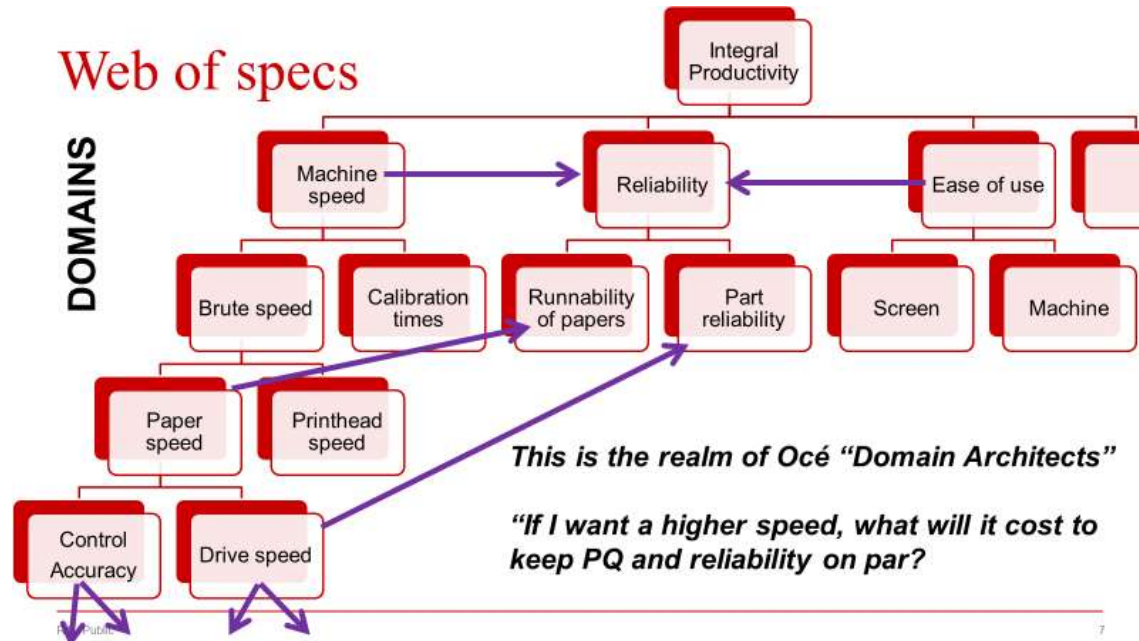 Web of specs
DOMAINS
Integral
Productivity
Machine
speed
Reliability
Ease of use
Brute speed
Calibration
times
Runnability
of papers
Part
reliability
Screen
Machine
Paper
speed
Printhead
speed
Control
Accuracy
Drive speed
This is the realm of Océ “Domain Architects”
“If I want a higher speed, what will it cost to
keep PQ and reliability on par?
Public
7